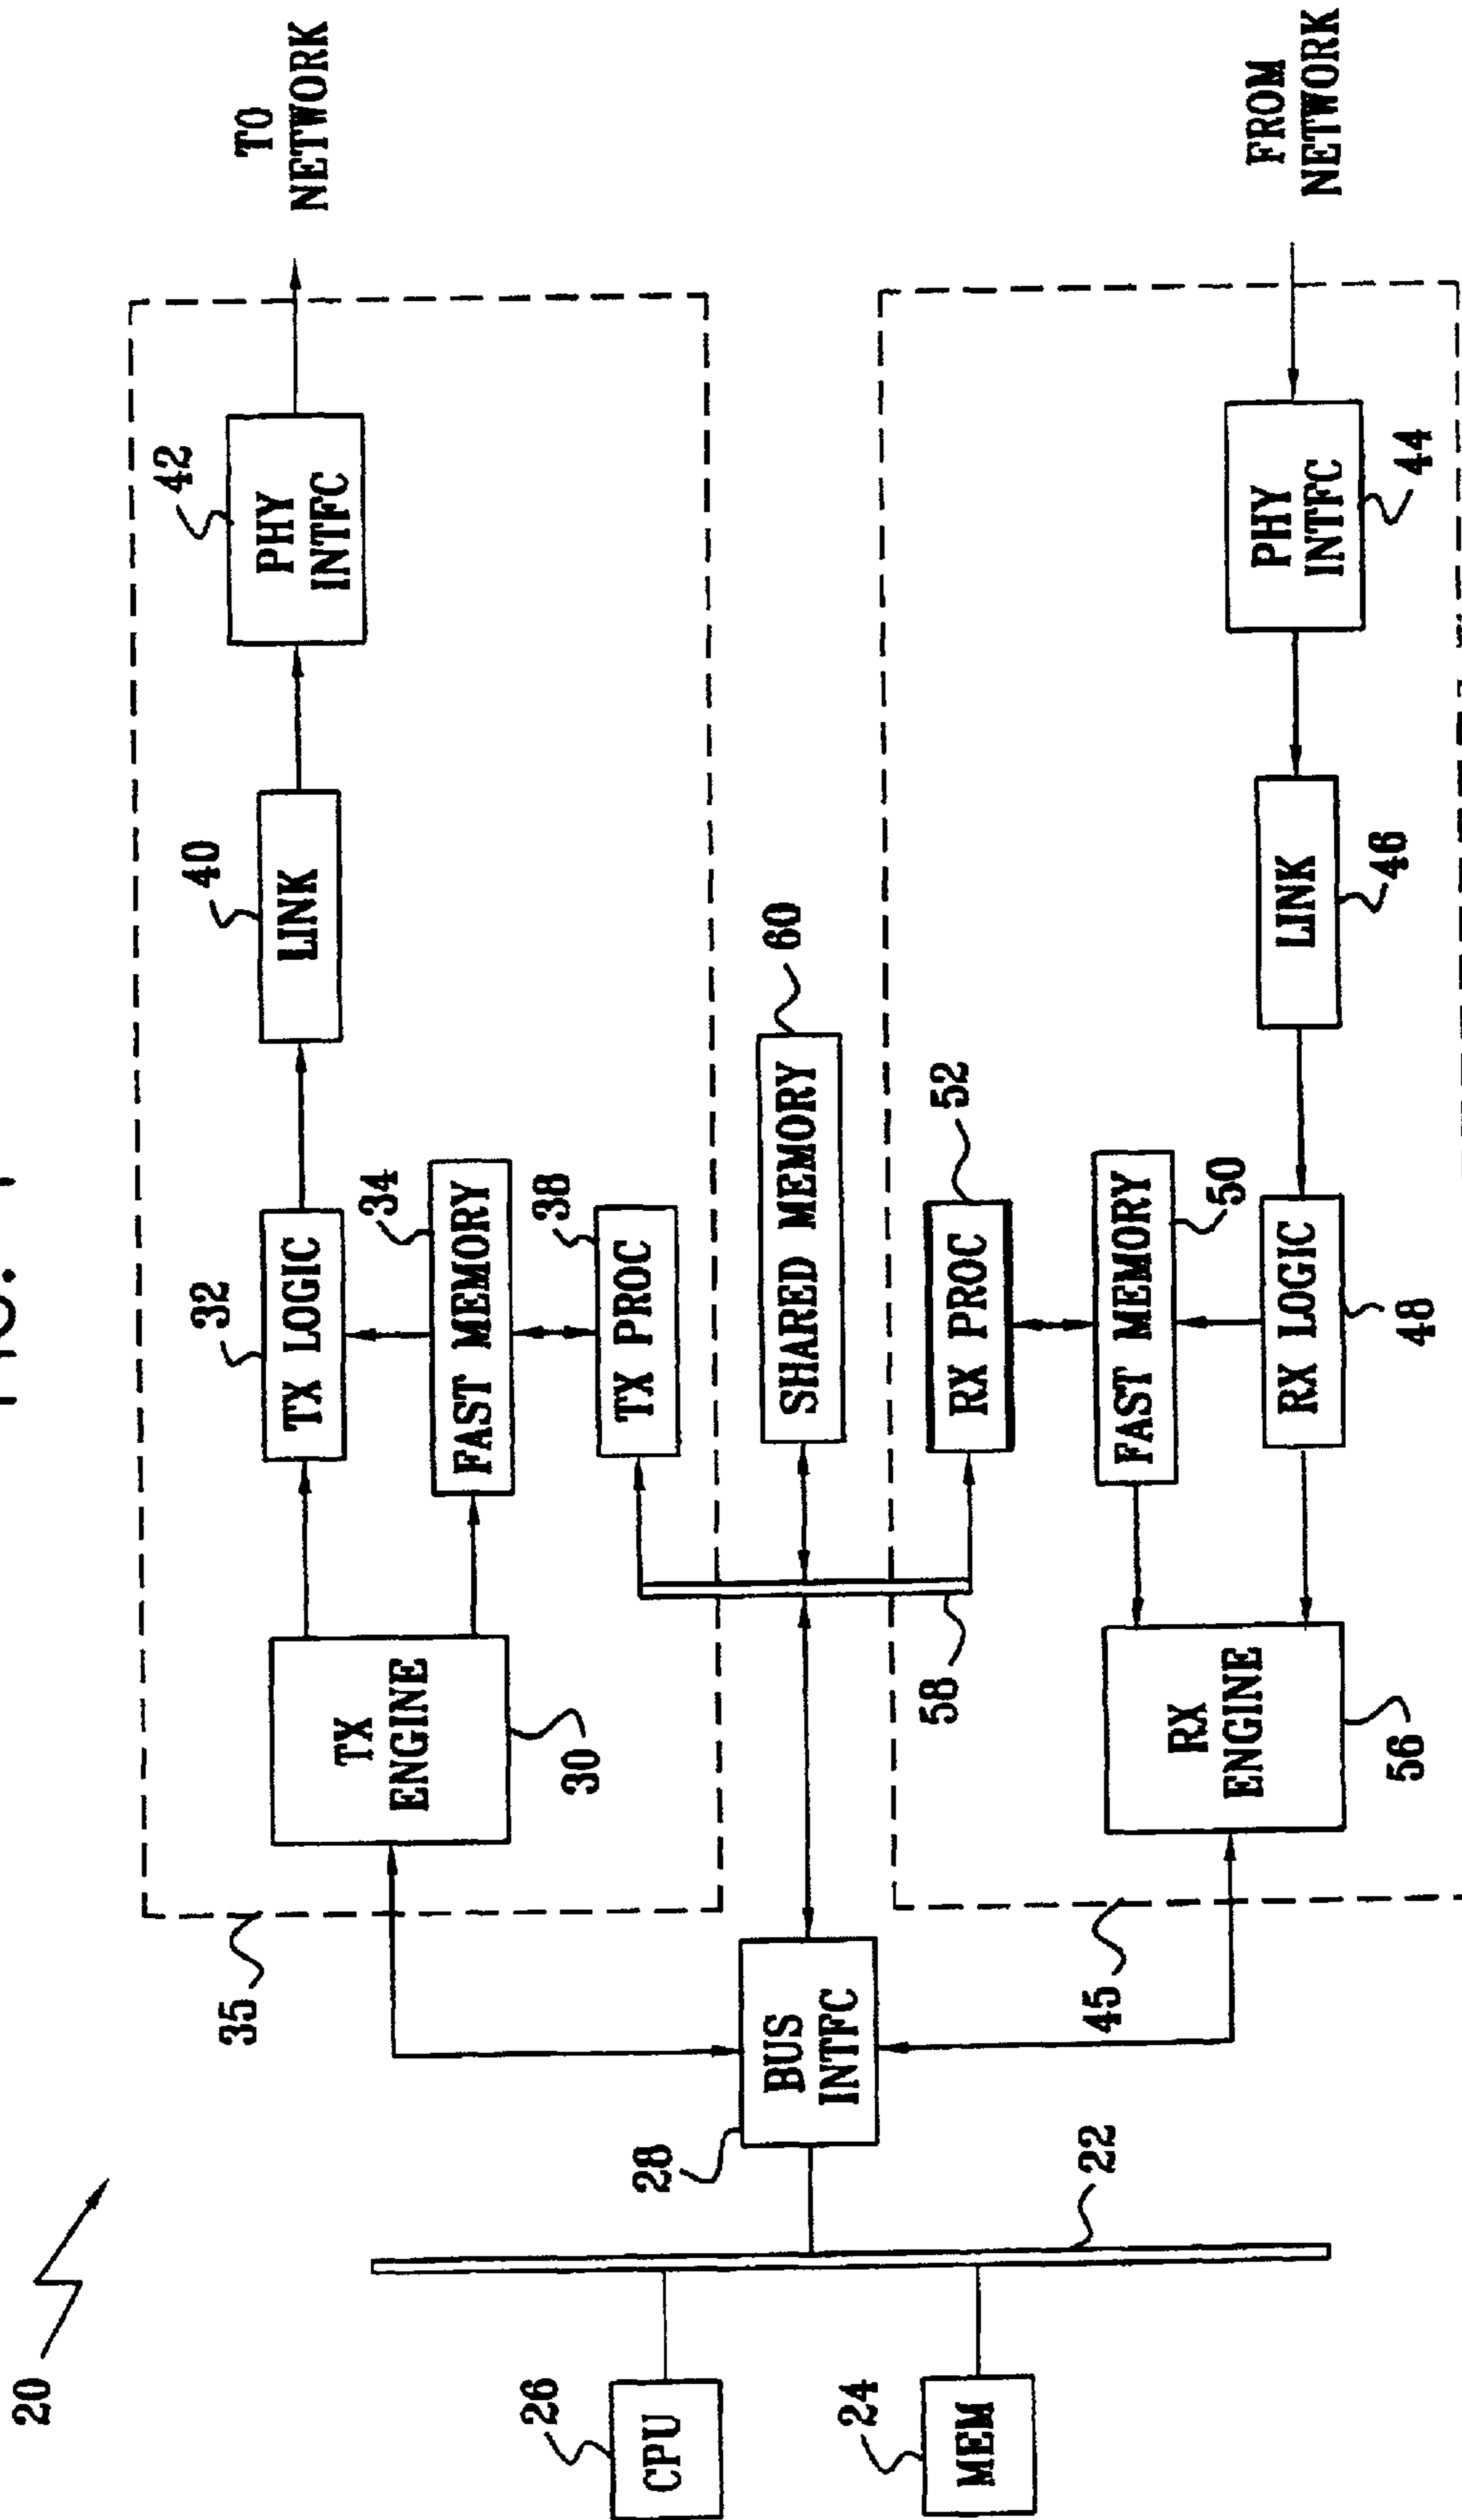 20
26
CPU
24
MEM
22
28
BUS
INTFC
35
TX
ENGINE
30
32
TX LOGIC
34
FAST MEMORY
38
TX PROC
40
LINK
42
PHY
INTFC
TO
NETWORK
SHARED MEMORY
60
58
45
RX
ENGINE
56
52
RX PROC
FAST MEMORY
50
RX LOGIC
48
LINK
46
PHY
INTFC
44
FROM
NETWORK